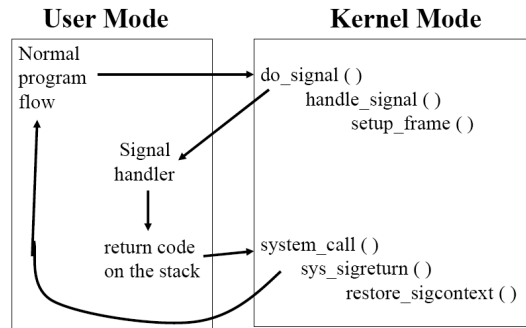 User Mode
Kernel Mode
Normal
program
flow
do_signal ( )
handle_signal ( )
setup_frame ( )
Signal
handler
return code
on the stack
system_call ( )
sys_sigreturn ( )
restore_sigcontext ( )